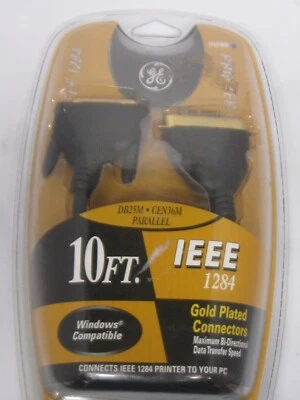 GE
DB25M • CEN36M
PARALLEL
10FT.
IEEE
1284
Gold Plated
Connectors
Maximum Bi-Directional
Data Transfer Speed
Windows®
Compatible
CONNECTS IEEE 1284 PRINTER TO YOUR PC